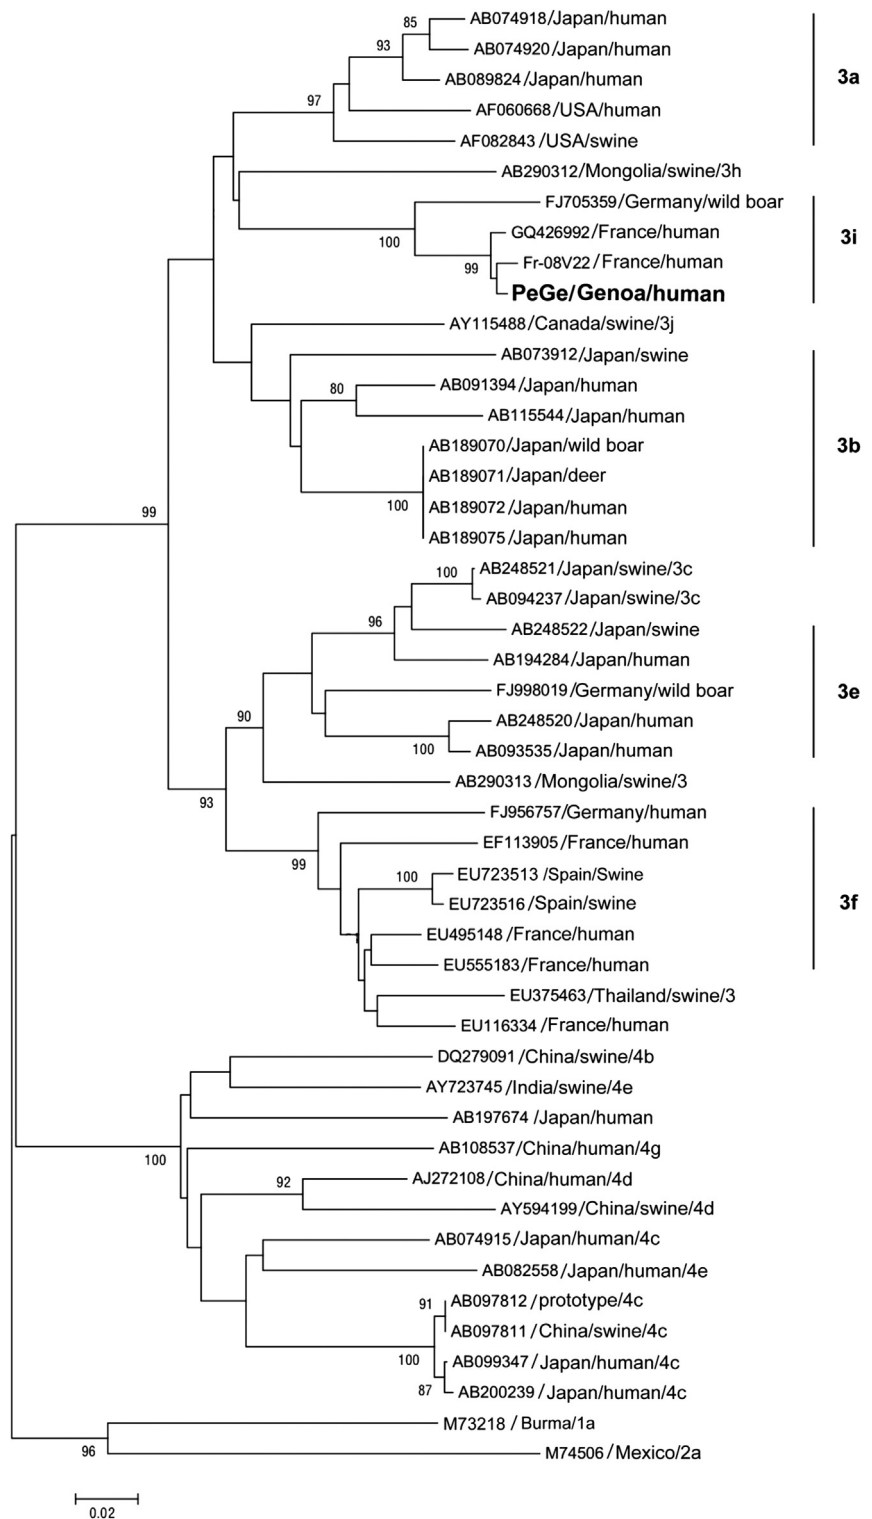 AB074918/Japan/human
85
AB074920/Japan/human
93
AB089824/Japan/human
3a
97
AF060668/USA/human
AF082843/USA/swine
AB290312/Mongolia/swine/3h
FJ705359/Germany/wild boar
GQ426992/France/human
3i
100
Fr-08V22/France/human
99
PeGe/Genoa/human
AY115488/Canada/swine/3j
AB073912/Japan/swine
80
AB091394/Japan/human
AB115544/Japan/human
AB189070/Japan/wild boar
3b
AB189071/Japan/deer
100
AB189072/Japan/human
99
AB189075/Japan/human
100
AB248521/Japan/swine/3c
AB094237/Japan/swine/3c
96
AB248522/Japan/swine
AB194284/Japan/human
FJ998019/Germany/wild boar
3e
90
AB248520/Japan/human
100
AB093535/Japan/human
AB290313/Mongolia/swine/3
93
FJ956757/Germany/human
EF113905/France/human
99
100
EU723513/Spain/Swine
EU723516/Spain/swine
3f
EU495148/France/human
EU555183/France/human
EU375463/Thailand/swine/3
EU116334/France/human
DQ279091/China/swine/4b
AY723745/India/swine/4e
AB197674/Japan/human
100
AB108537/China/human/4g
92
AJ272108/China/human/4d
AY594199/China/swine/4d
AB074915/Japan/human/4c
AB082558/Japan/human/4e
91
AB097812/prototype/4c
AB097811/China/swine/4c
100
AB099347/Japan/human/4c
87
AB200239/Japan/human/4c
M73218/Burma/1a
96
M74506/Mexico/2a
0.02